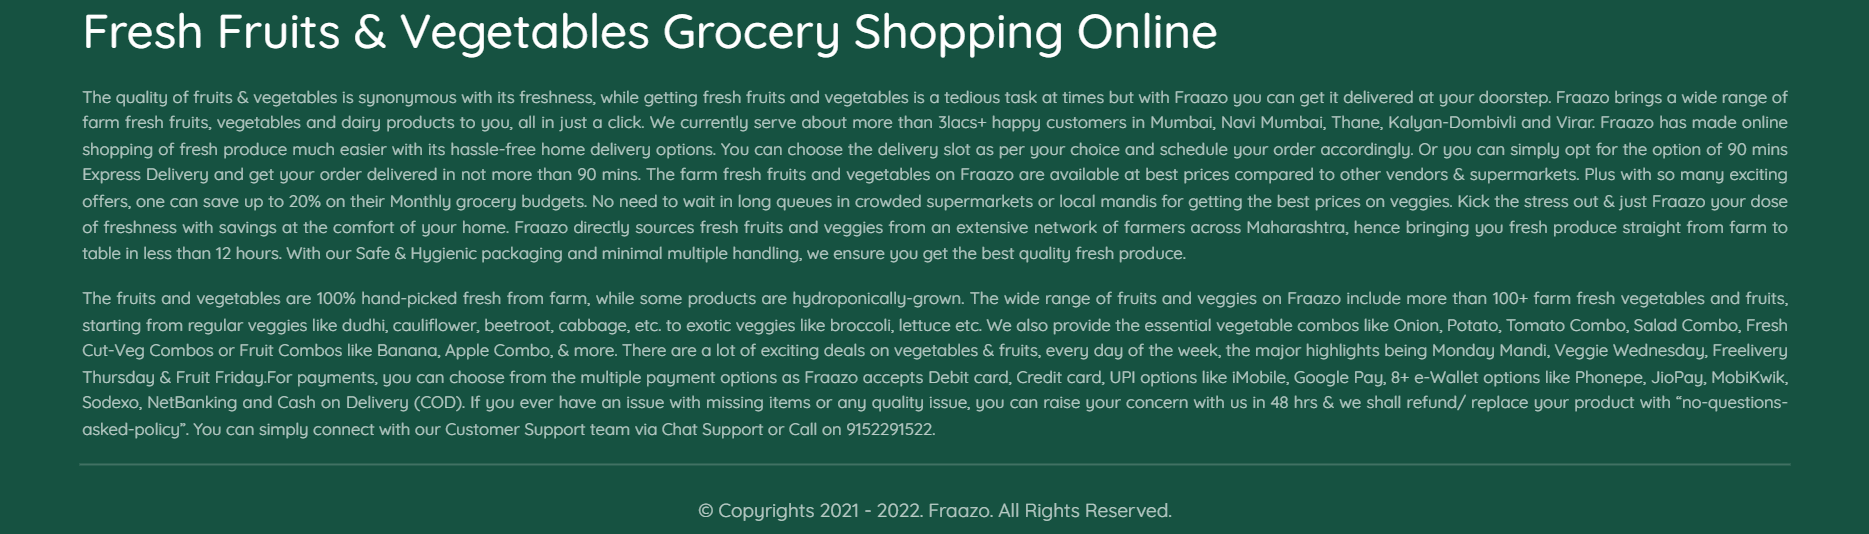 Fresh Fruits & Vegetables Grocery Shopping Online
The quality of fruits & vegetables is synonymous with its freshness, while getting fresh fruits and vegetables is a tedious task at times but with Fraazo you can get it delivered at your doorstep. Fraazo brings a wide range of
farm fresh fruits, vegetables and dairy products to you, all in just a click. We currently serve about more than 3lacs+ happy customers in Mumbai, Navi Mumbai, Thane, Kalyan-Dombivli and Virar. Fraazo has made online
shopping of fresh produce much easier with its hassle-free home delivery options. You can choose the delivery slot as per your choice and schedule your order accordingly. Or you can simply opt for the option of 90 mins
Express Delivery and get your order delivered in not more than 90 mins. The farm fresh fruits and vegetables on Fraazo are available at best prices compared to other vendors & supermarkets. Plus with so many exciting
offers, one can save up to 20% on their Monthly grocery budgets. No need to wait in long queues in crowded supermarkets or local mandis for getting the best prices on veggies. Kick the stress out & just Fraazo your dose
of freshness with savings at the comfort of your home. Fraazo directly sources fresh fruits and veggies from an extensive network of farmers across Maharashtra, hence bringing you fresh produce straight from farm to
table in less than 12 hours. With our Safe & Hygienic packaging and minimal multiple handling, we ensure you get the best quality fresh produce.
The fruits and vegetables are 100% hand-picked fresh from farm, while some products are hydroponically-grown. The wide range of fruits and veggies on Fraazo include more than 100+ farm fresh vegetables and fruits,
starting from regular veggies like dudhi, cauliflower, beetroot, cabbage, etc. to exotic veggies like broccoli, lettuce etc. We also provide the essential vegetable combos like Onion, Potato, Tomato Combo, Salad Combo, Fresh
Cut-Veg Combos or Fruit Combos like Banana, Apple Combo, & more. There are a lot of exciting deals on vegetables & fruits, every day of the week, the major highlights being Monday Mandi, Veggie Wednesday, Freelivery
Thursday & Fruit Friday.For payments, you can choose from the multiple payment options as Fraazo accepts Debit card, Credit card, UPI options like iMobile, Google Pay, 8+ e-Wallet options like Phonepe, JioPay, MobiKwik,
Sodexo, NetBanking and Cash on Delivery (COD). If you ever have an issue with missing items or any quality issue, you can raise your concern with us in 48 hrs & we shall refund/ replace your product with “no-questions-
asked-policy”. You can simply connect with our Customer Support team via Chat Support or Call on 9152291522.
© Copyrights 2021 - 2022. Fraazo. All Rights Reserved.